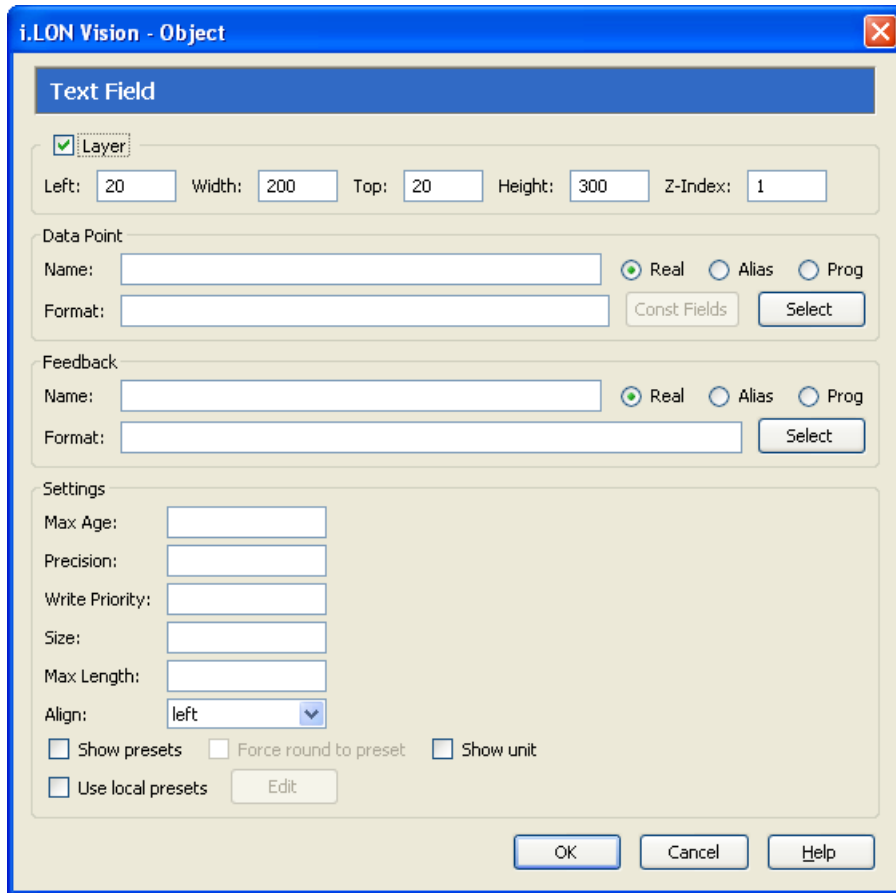 i.LON Vision - Object
Text Field
Layer
Left: 20 Width: 200 Top: 20 Height: 300 Z-Index: 1
Data Point
Name: Real Alias Prog
Format: Const Fields Select
Feedback
Name: Real Alias Prog
Format: Select
Settings
Max Age:
Precision:
Write Priority:
Size:
Max Length:
Align: left
Show presets Force round to preset Show unit
Use local presets Edit
OK Cancel Help